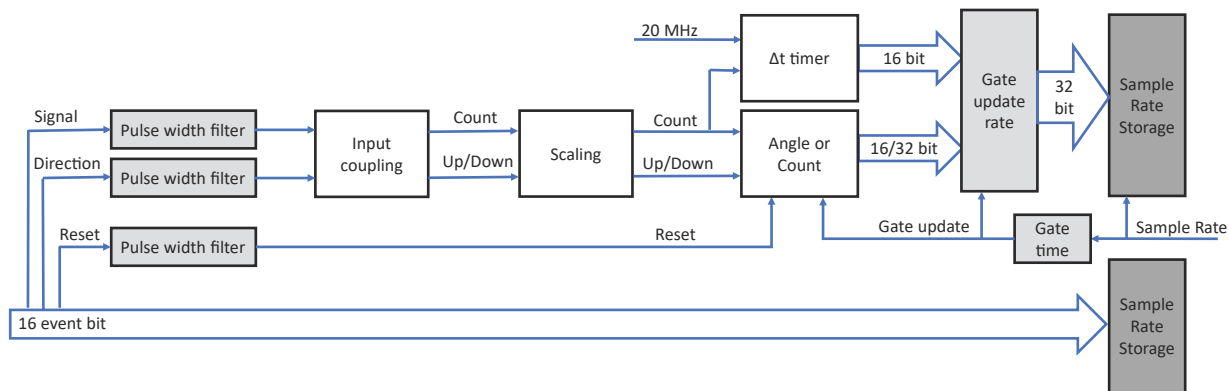 20 MHz
Δt timer
16 bit
Gate
update
rate
32
bit
Sample
Rate
Storage
Signal
Pulse width filter
Direction
Pulse width filter
Input
coupling
Count
Up/Down
Scaling
Count
Up/Down
Angle or
Count
16/32 bit
Reset
Pulse width filter
Reset
Gate update
Gate
time
Sample Rate
16 event bit
Sample
Rate
Storage